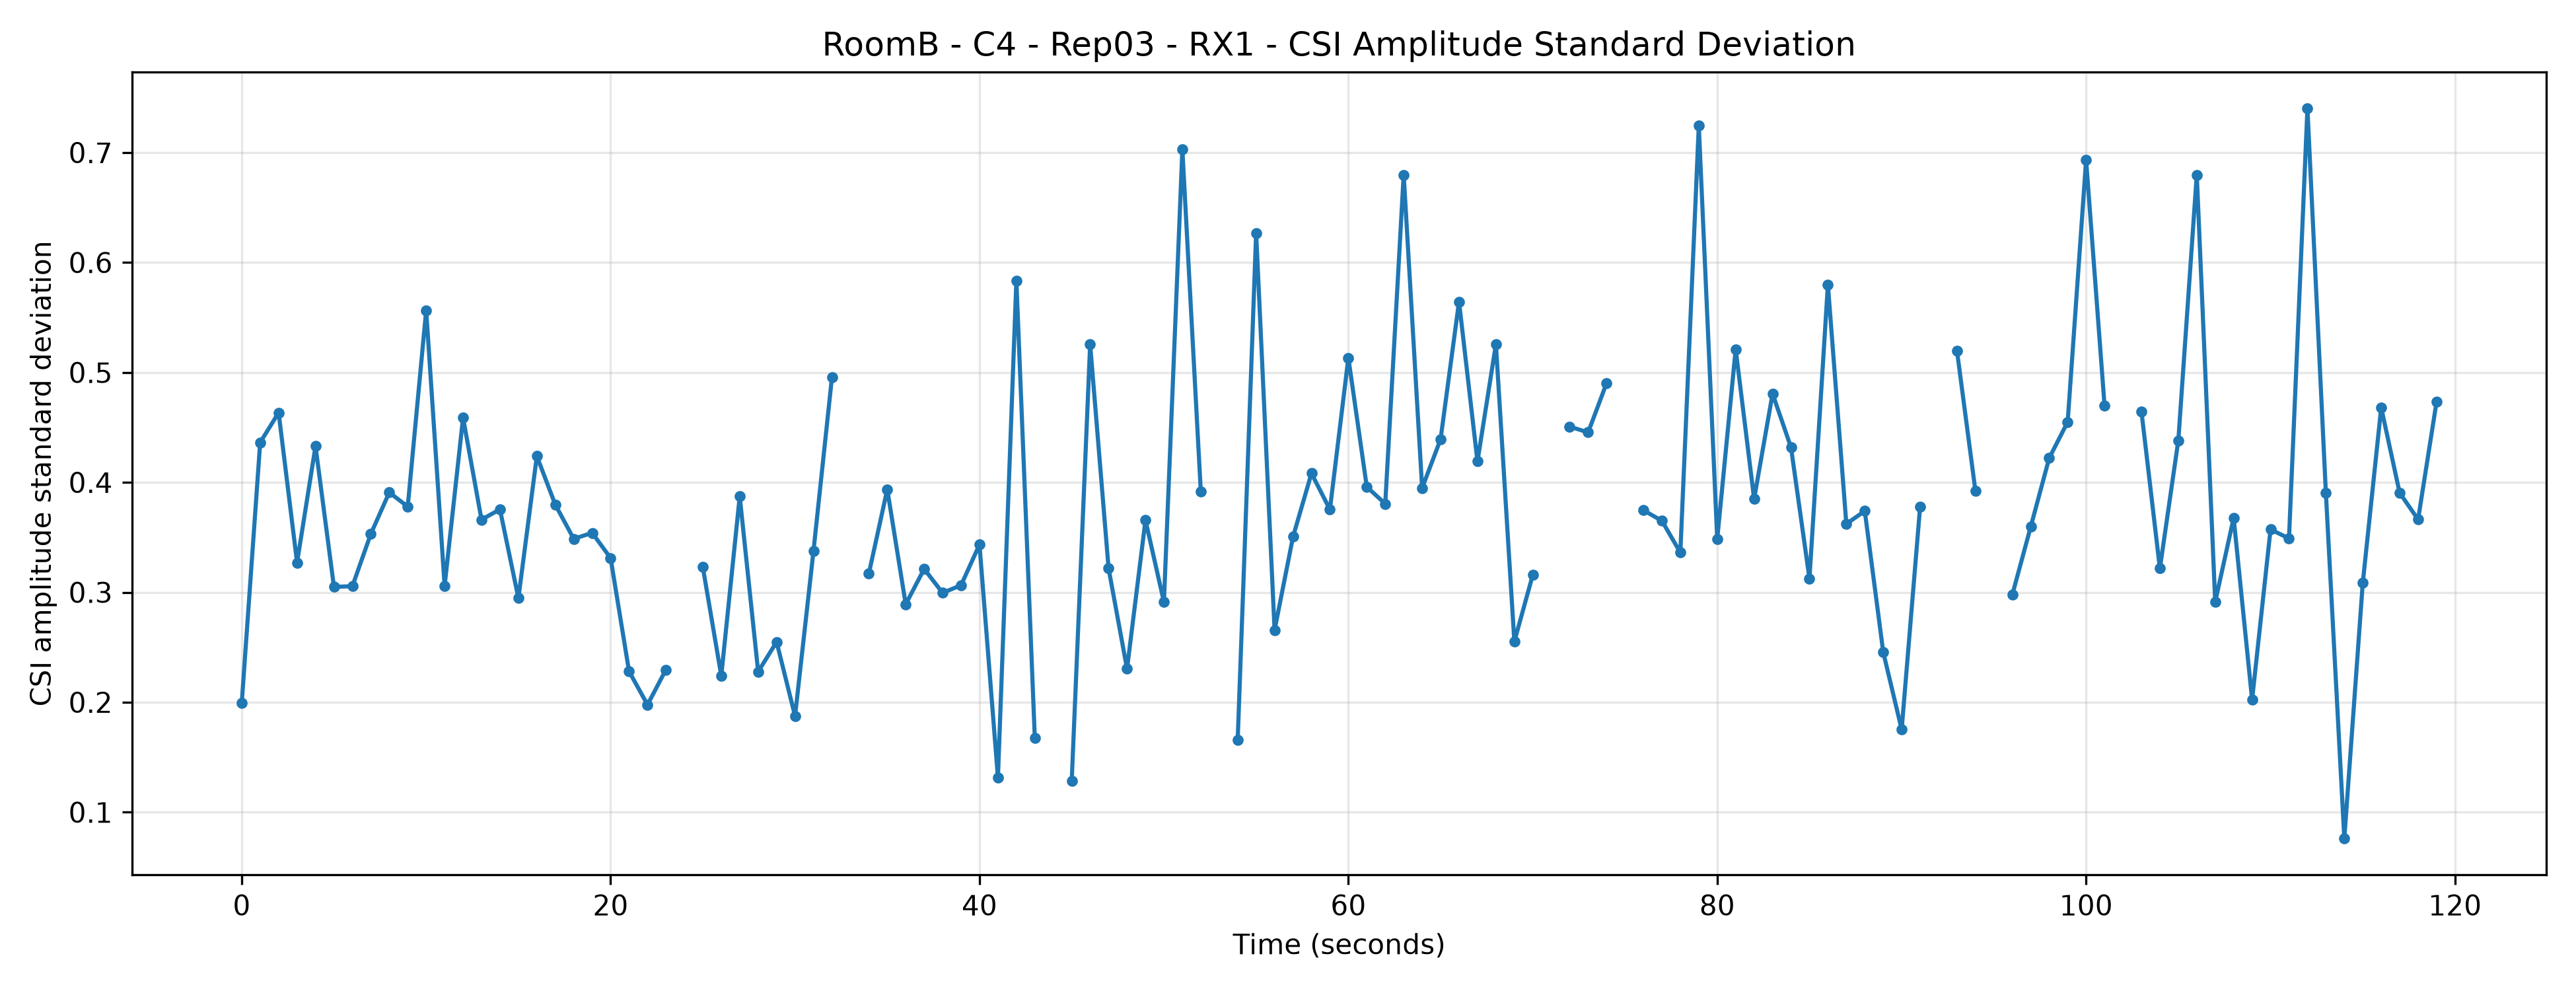 RoomB - C4 - Rep03 - RX1 - CSI Amplitude Standard Deviation
CSI amplitude standard deviation
0.7
0.6
0.5
0.4
0.3
0.2
0.1
0 20 40 60 80 100 120
Time (seconds)